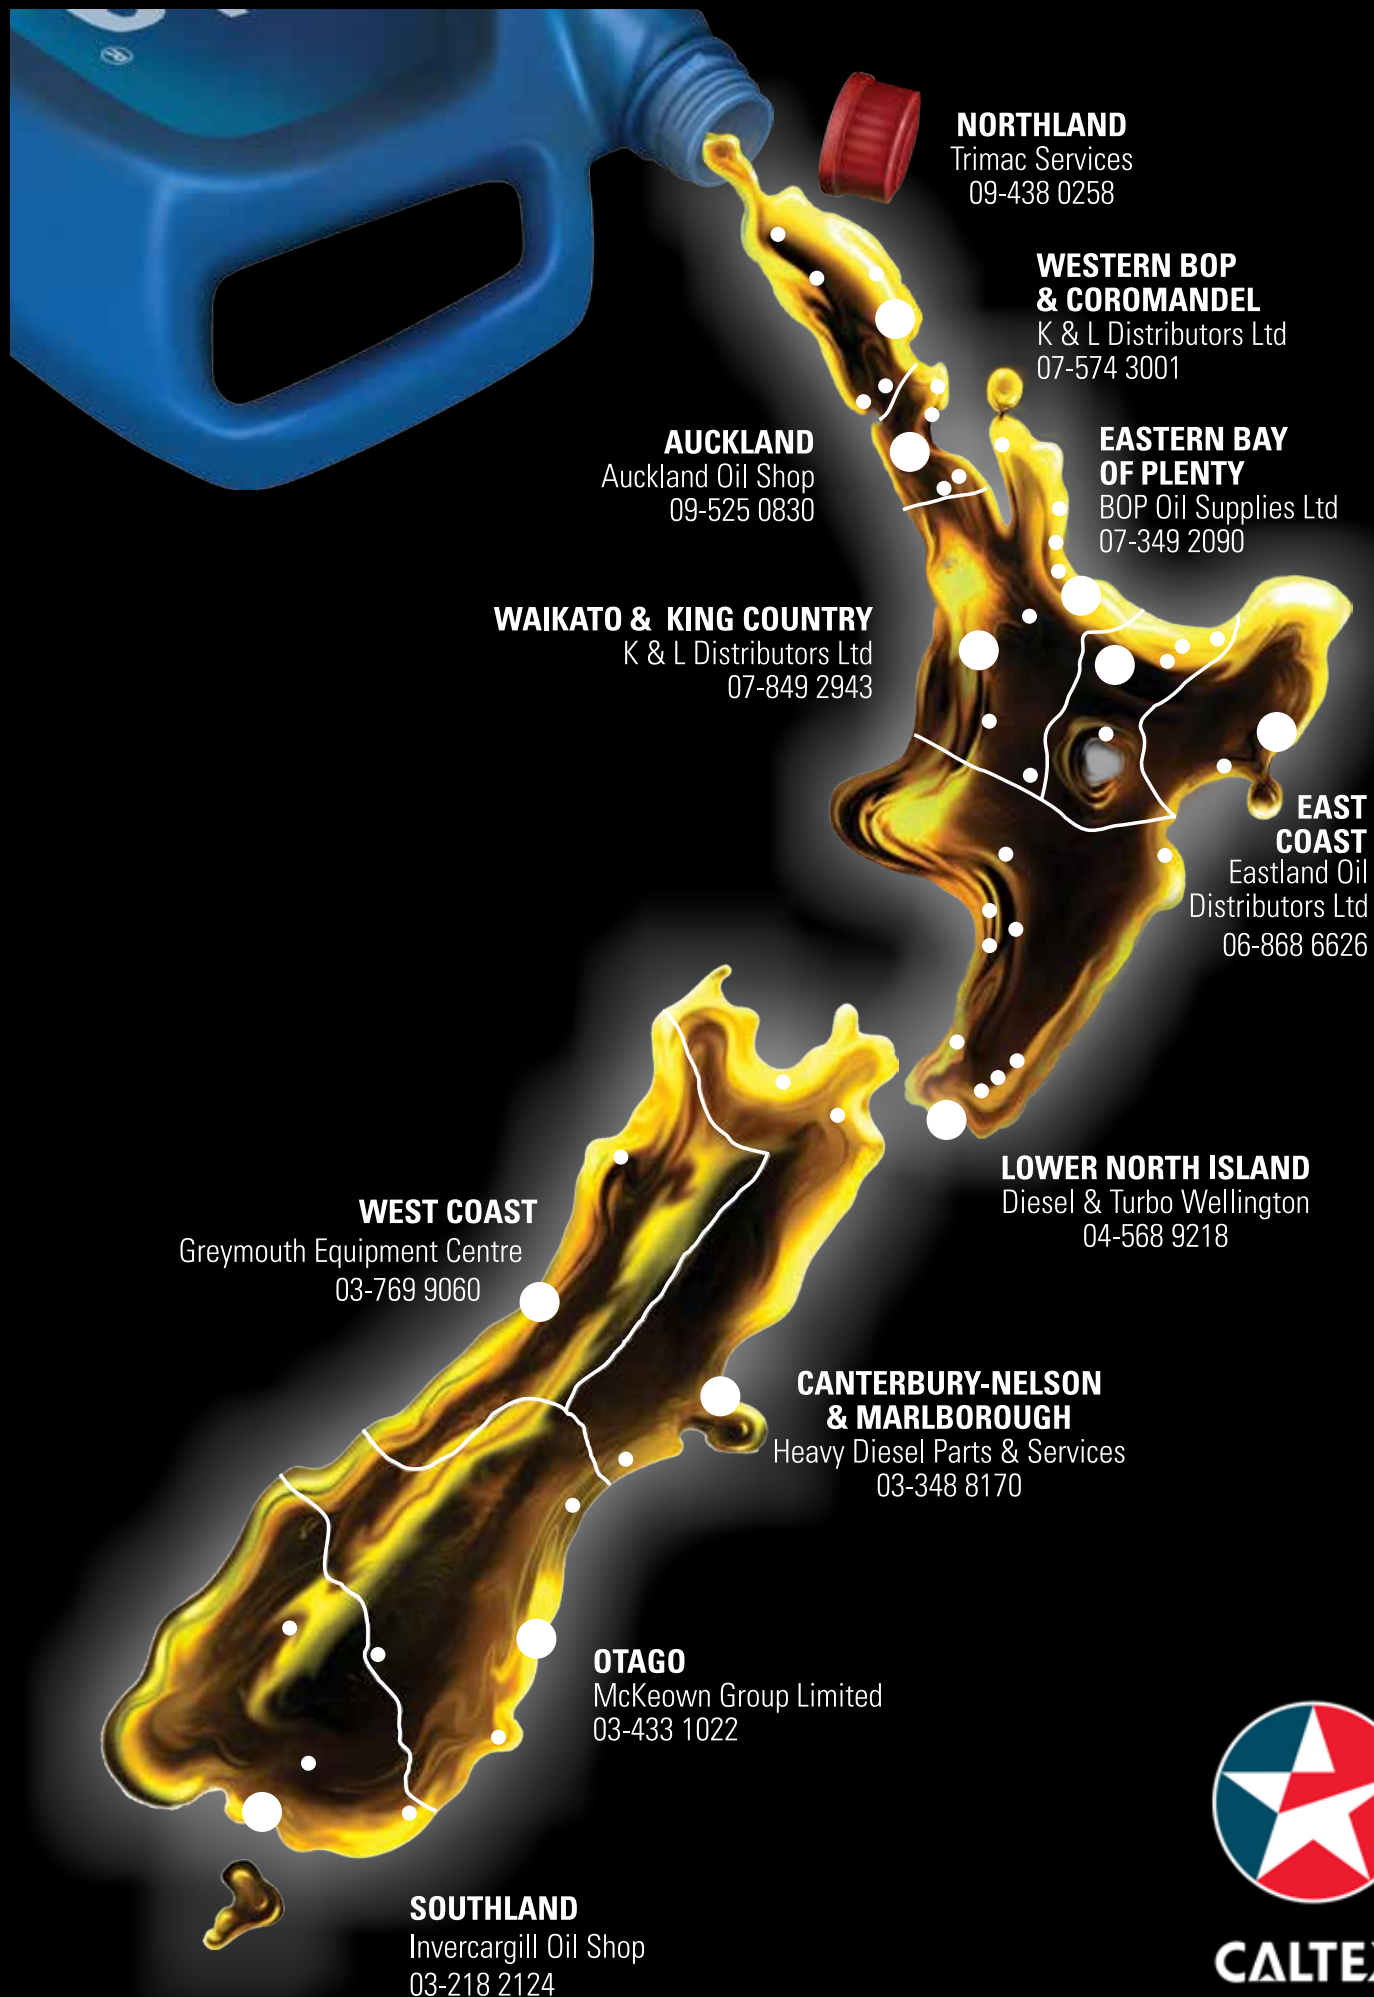 ®
NORTHLAND
Trimac Services
09-438 0258
WESTERN BOP
& COROMANDEL
K & L Distributors Ltd
07-574 3001
AUCKLAND
Auckland Oil Shop
09-525 0830
EASTERN BAY
OF PLENTY
BOP Oil Supplies Ltd
07-349 2090
WAIKATO & KING COUNTRY
K & L Distributors Ltd
07-849 2943
EAST
COAST
Eastland Oil
Distributors Ltd
06-868 6626
LOWER NORTH ISLAND
Diesel & Turbo Wellington
04-568 9218
WEST COAST
Greymouth Equipment Centre
03-769 9060
CANTERBURY-NELSON
& MARLBOROUGH
Heavy Diesel Parts & Services
03-348 8170
OTAGO
McKeown Group Limited
03-433 1022
SOUTHLAND
Invercargill Oil Shop
03-218 2124
CALTEX